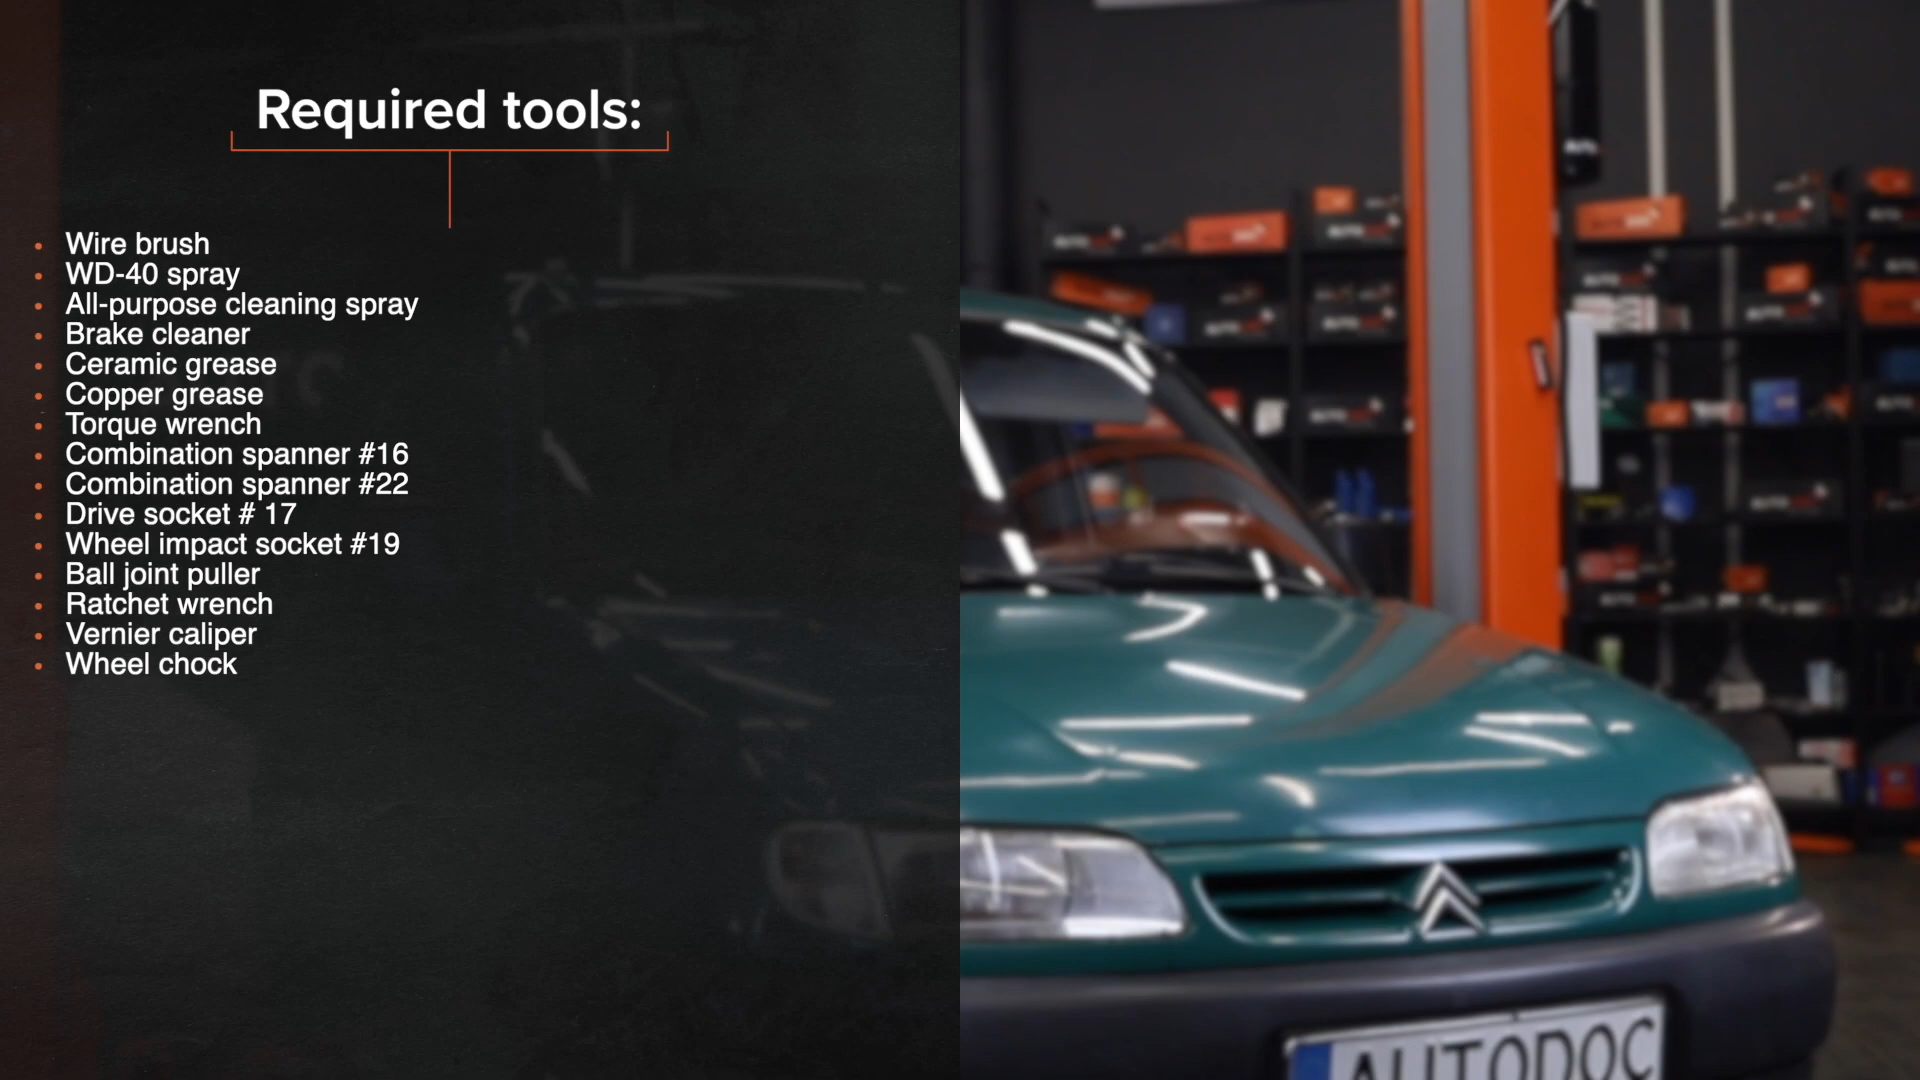 Required tools:
Wire brush
WD-40 spray
All-purpose cleaning spray
Brake cleaner
Ceramic grease
Copper grease
Torque wrench
Combination spanner #16
Combination spanner #22
Drive socket # 17
Wheel impact socket #19
Ball joint puller
Ratchet wrench
Vernier caliper
Wheel chock
AUTODOC